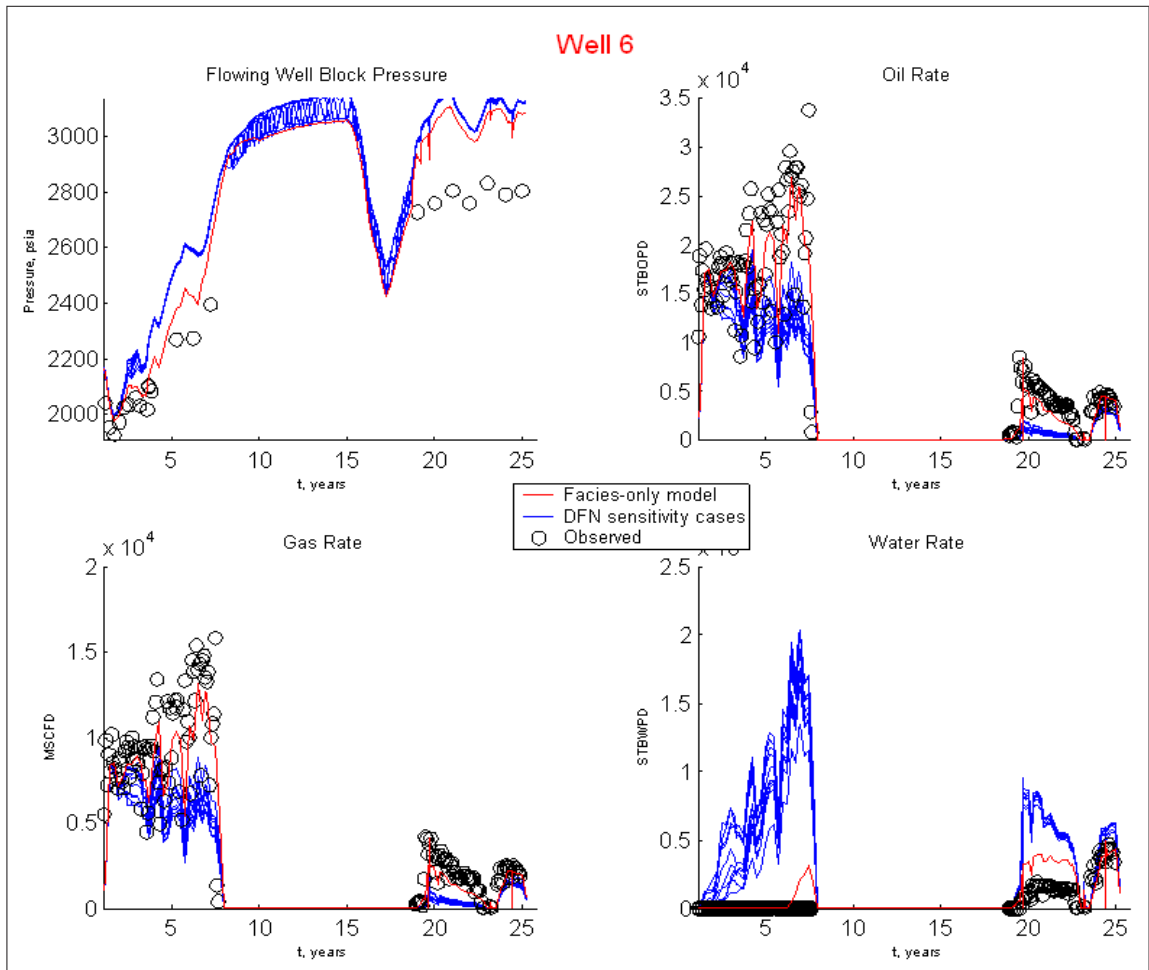 Well 6
Flowing Well Block Pressure
3000
2800
2600
2400
2200
2000
Pressure, psia
5 10 15 20 25
t, years
x 10^4
Oil Rate
3.5
3
2.5
2
1.5
1
0.5
0
STBOPD
5 10 15 20 25
t, years
Facies-only model
DFN sensitivity cases
Observed
x 10^4
Gas Rate
2
1.5
1
0.5
0
MSCFD
5 10 15 20 25
t, years
Water Rate
2.5
2
1.5
1
0.5
0
STBWPD
5 10 15 20 25
t, years